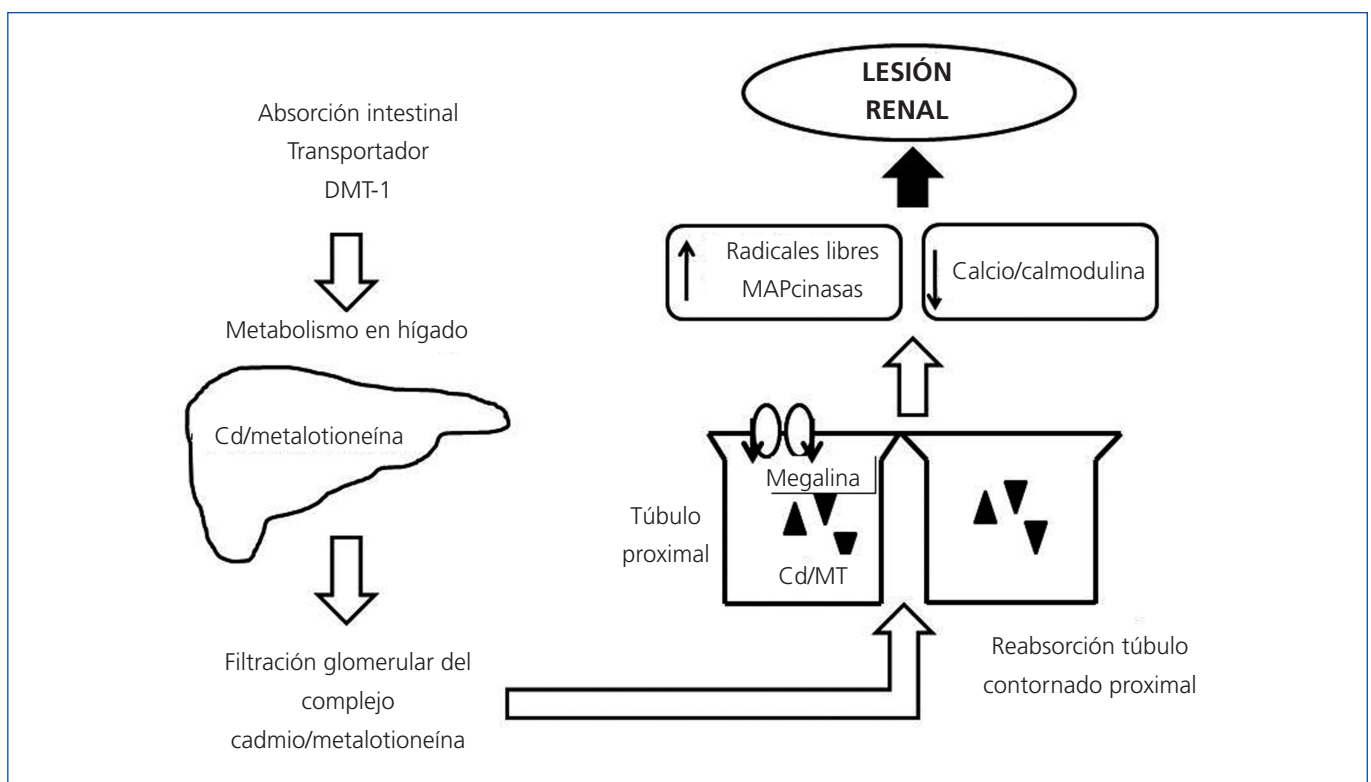 Absorción intestinal
Transportador
DMT-1
Metabolismo en hígado
Cd/metalotioneína
Filtración glomerular del
complejo
cadmio/metalotioneína
Reabsorción túbulo
contornado proximal
Túbulo
proximal
Megalina
Cd/MT
Radicales libres
MAPcinasas
Calcio/calmodulina
LESIÓN
RENAL